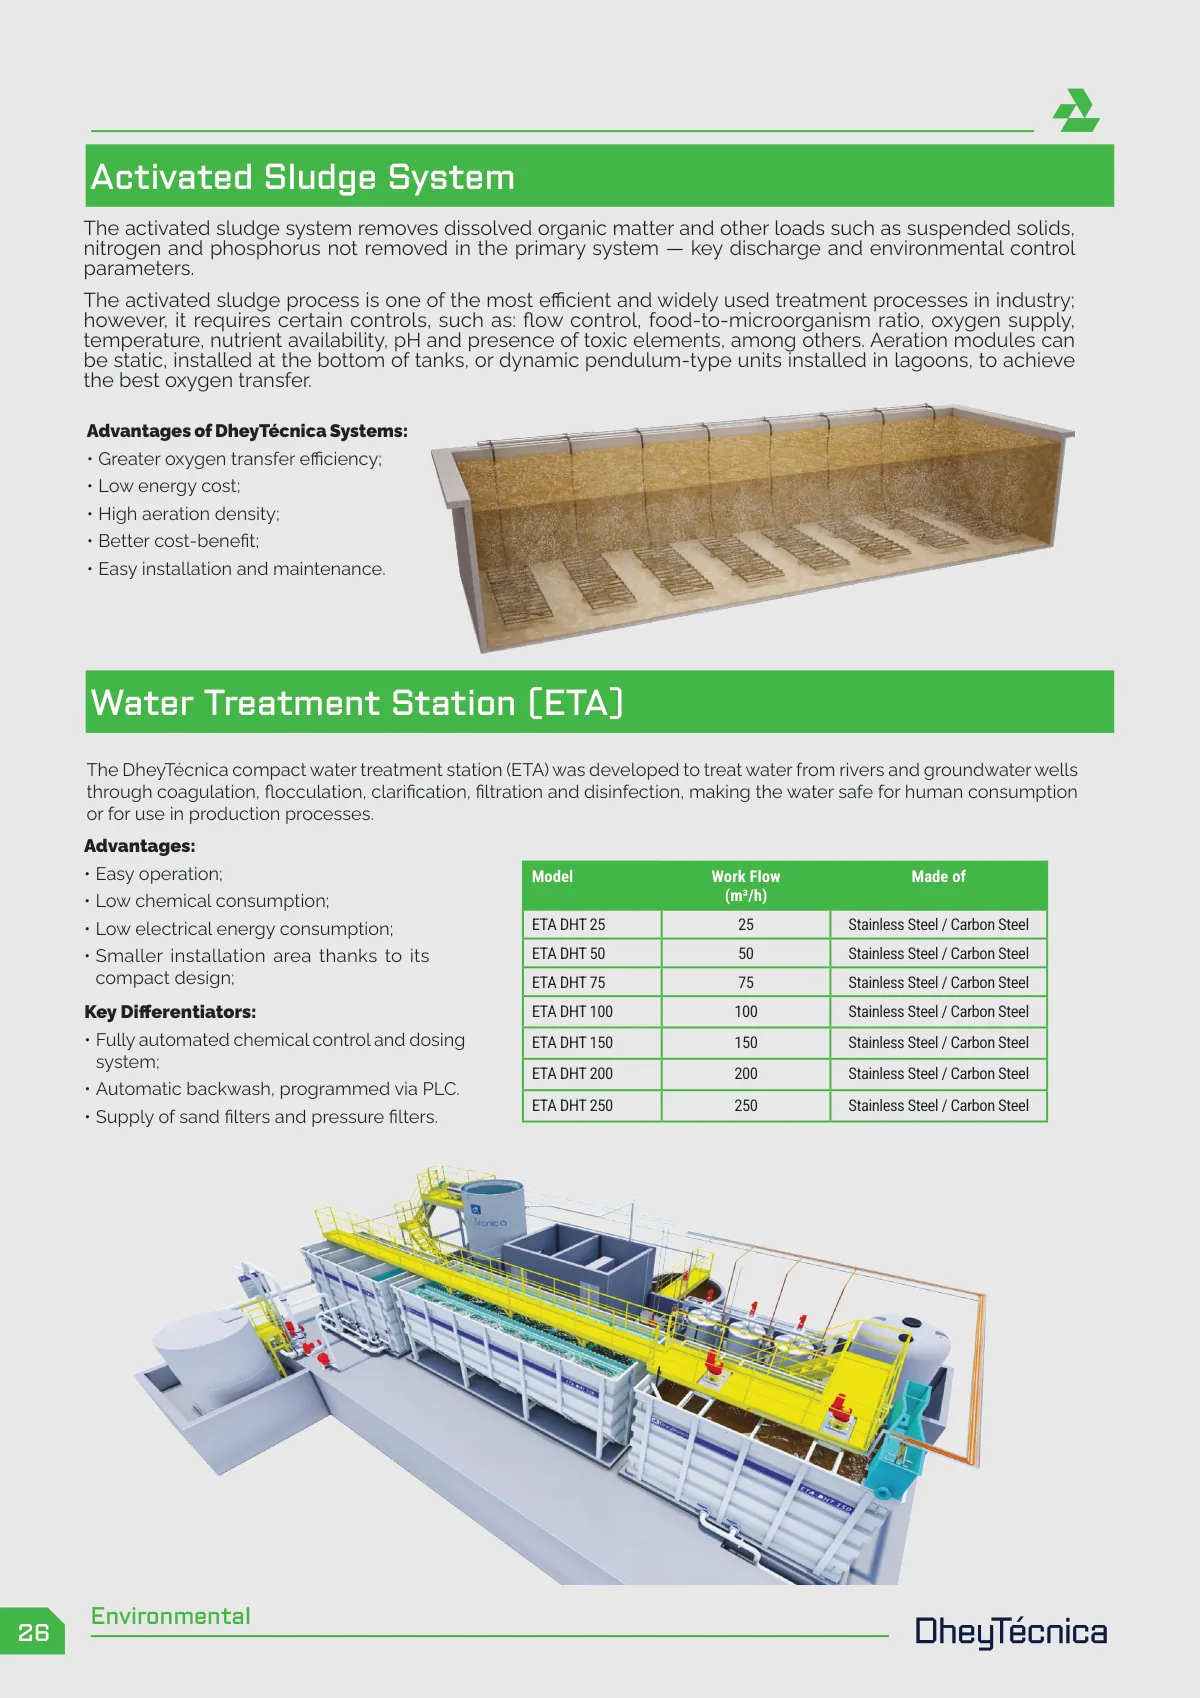 Activated Sludge System
The activated sludge system removes dissolved organic matter and other loads such as suspended solids,
nitrogen and phosphorus not removed in the primary system — key discharge and environmental control
parameters.
The activated sludge process is one of the most efficient and widely used treatment processes in industry;
however, it requires certain controls, such as: flow control, food-to-microorganism ratio, oxygen supply,
temperature, nutrient availability, pH and presence of toxic elements, among others. Aeration modules can
be static, installed at the bottom of tanks, or dynamic pendulum-type units installed in lagoons, to achieve
the best oxygen transfer.
Advantages of DheyTécnica Systems:
• Greater oxygen transfer efficiency;
• Low energy cost;
• High aeration density;
• Better cost-benefit;
• Easy installation and maintenance.
Water Treatment Station (ETA)
The DheyTécnica compact water treatment station (ETA) was developed to treat water from rivers and groundwater wells
through coagulation, flocculation, clarification, filtration and disinfection, making the water safe for human consumption
or for use in production processes.
Advantages:
• Easy operation;
• Low chemical consumption;
• Low electrical energy consumption;
• Smaller installation area thanks to its
compact design;
Key Differentiators:
• Fully automated chemical control and dosing
system;
• Automatic backwash, programmed via PLC.
• Supply of sand filters and pressure filters.
Model Work Flow Made of
(m³/h)
ETA DHT 25 25 Stainless Steel / Carbon Steel
ETA DHT 50 50 Stainless Steel / Carbon Steel
ETA DHT 75 75 Stainless Steel / Carbon Steel
ETA DHT 100 100 Stainless Steel / Carbon Steel
ETA DHT 150 150 Stainless Steel / Carbon Steel
ETA DHT 200 200 Stainless Steel / Carbon Steel
ETA DHT 250 250 Stainless Steel / Carbon Steel
Técnica
ETA DHT 250
26
Environmental
DheyTécnica